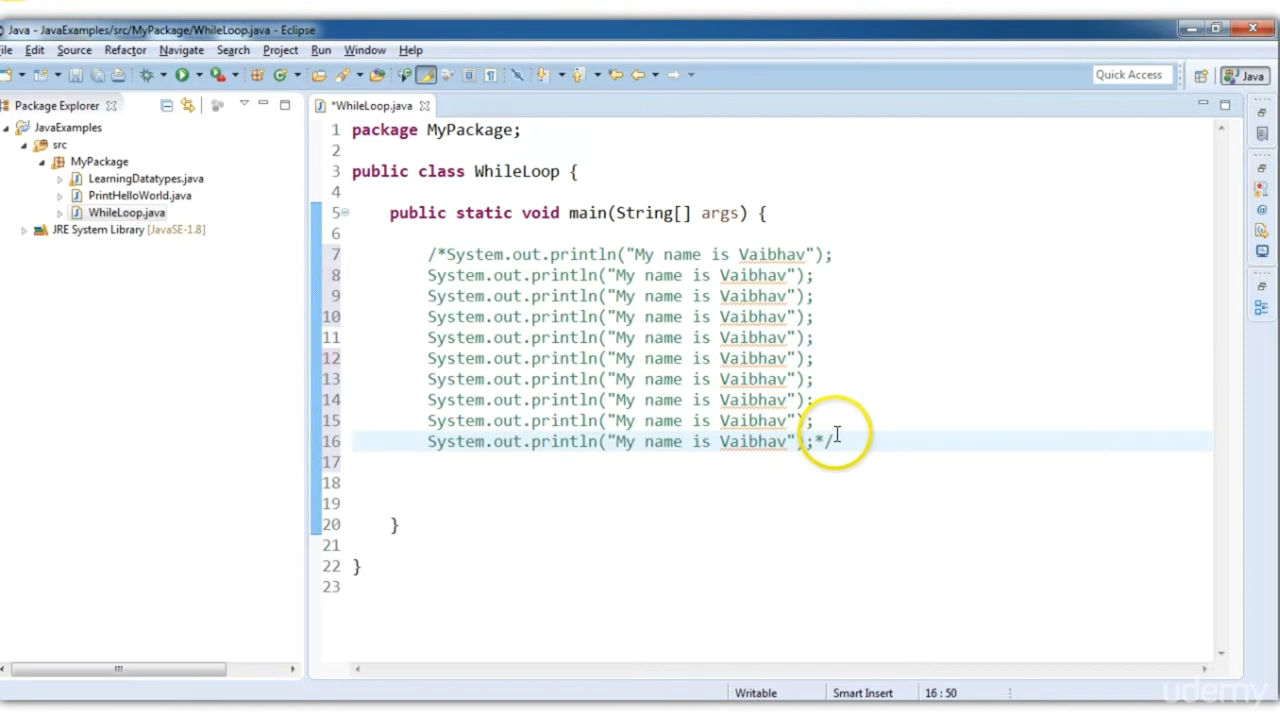 Java - JavaExamples/src/MyPackage/WhileLoop.java - Eclipse
ile Edit Source Refactor Navigate Search Project Run Window Help
Quick Access
Java
Package Explorer
*WhileLoop.java
JavaExamples
src
MyPackage
LearningDatatypes.java
PrintHelloWorld.java
WhileLoop.java
JRE System Library [JavaSE-1.8]
1 package MyPackage;
2
3 public class WhileLoop {
4
5 public static void main(String[] args) {
6
7 /*System.out.println("My name is Vaibhav");
8 System.out.println("My name is Vaibhav");
9 System.out.println("My name is Vaibhav");
10 System.out.println("My name is Vaibhav");
11 System.out.println("My name is Vaibhav");
12 System.out.println("My name is Vaibhav");
13 System.out.println("My name is Vaibhav");
14 System.out.println("My name is Vaibhav");
15 System.out.println("My name is Vaibhav");
16 System.out.println("My name is Vaibhav");*/
17
18
19
20 }
21
22 }
23
Writable Smart Insert 16 : 50
udemy